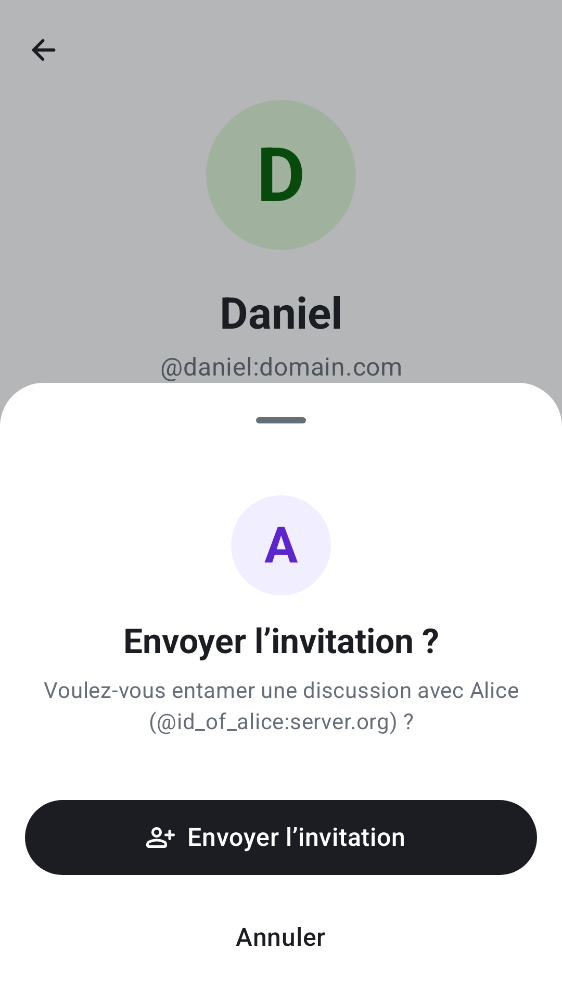 D
Daniel
@daniel:domain.com
A
Envoyer l’invitation ?
Voulez-vous entamer une discussion avec Alice
(@id_of_alice:server.org) ?
Envoyer l’invitation
Annuler